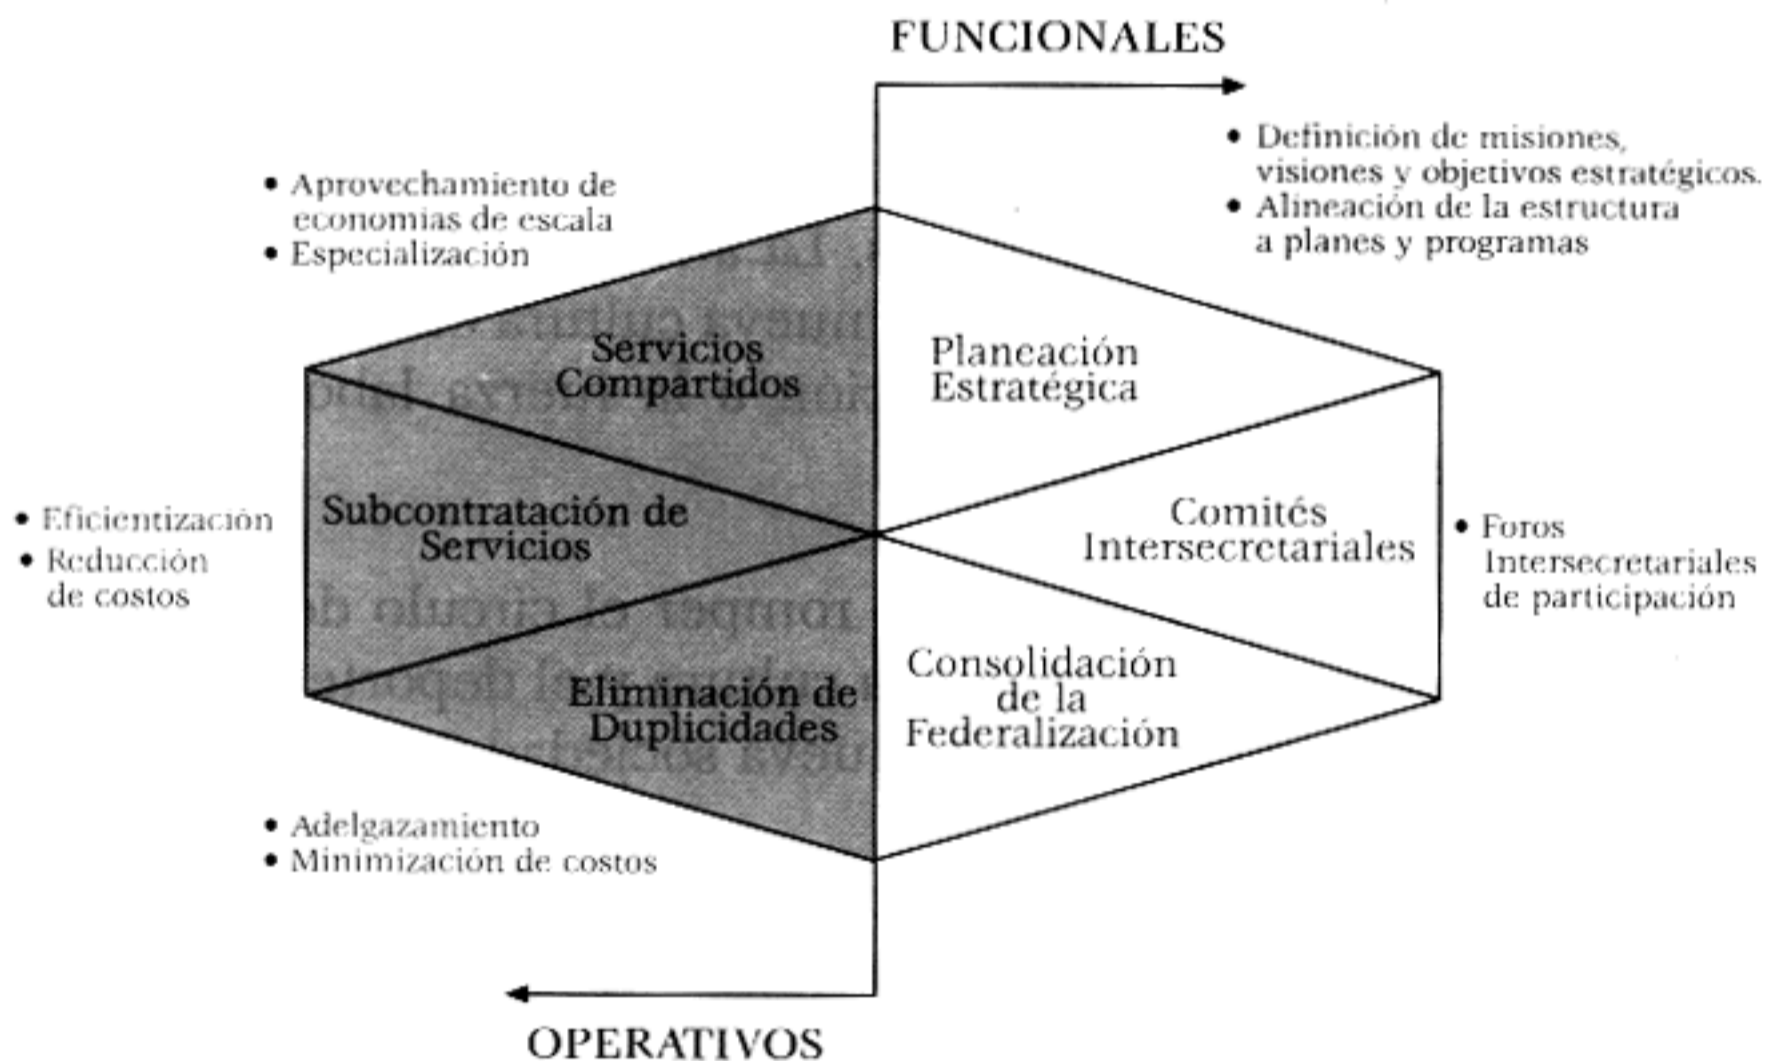 FUNCIONALES
• Definición de misiones,
visiones y objetivos estratégicos.
• Alineación de la estructura
a planes y programas
• Aprovechamiento de
economías de escala
• Especialización
Servicios
Compartidos
Planeación
Estratégica
• Eficientización
• Reducción
de costos
Subcontratación de
Servicios
Comités
Intersecretariales
• Foros
Intersecretariales
de participación
Eliminación de
Duplicidades
Consolidación
de la
Federalización
• Adelgazamiento
• Minimización de costos
OPERATIVOS